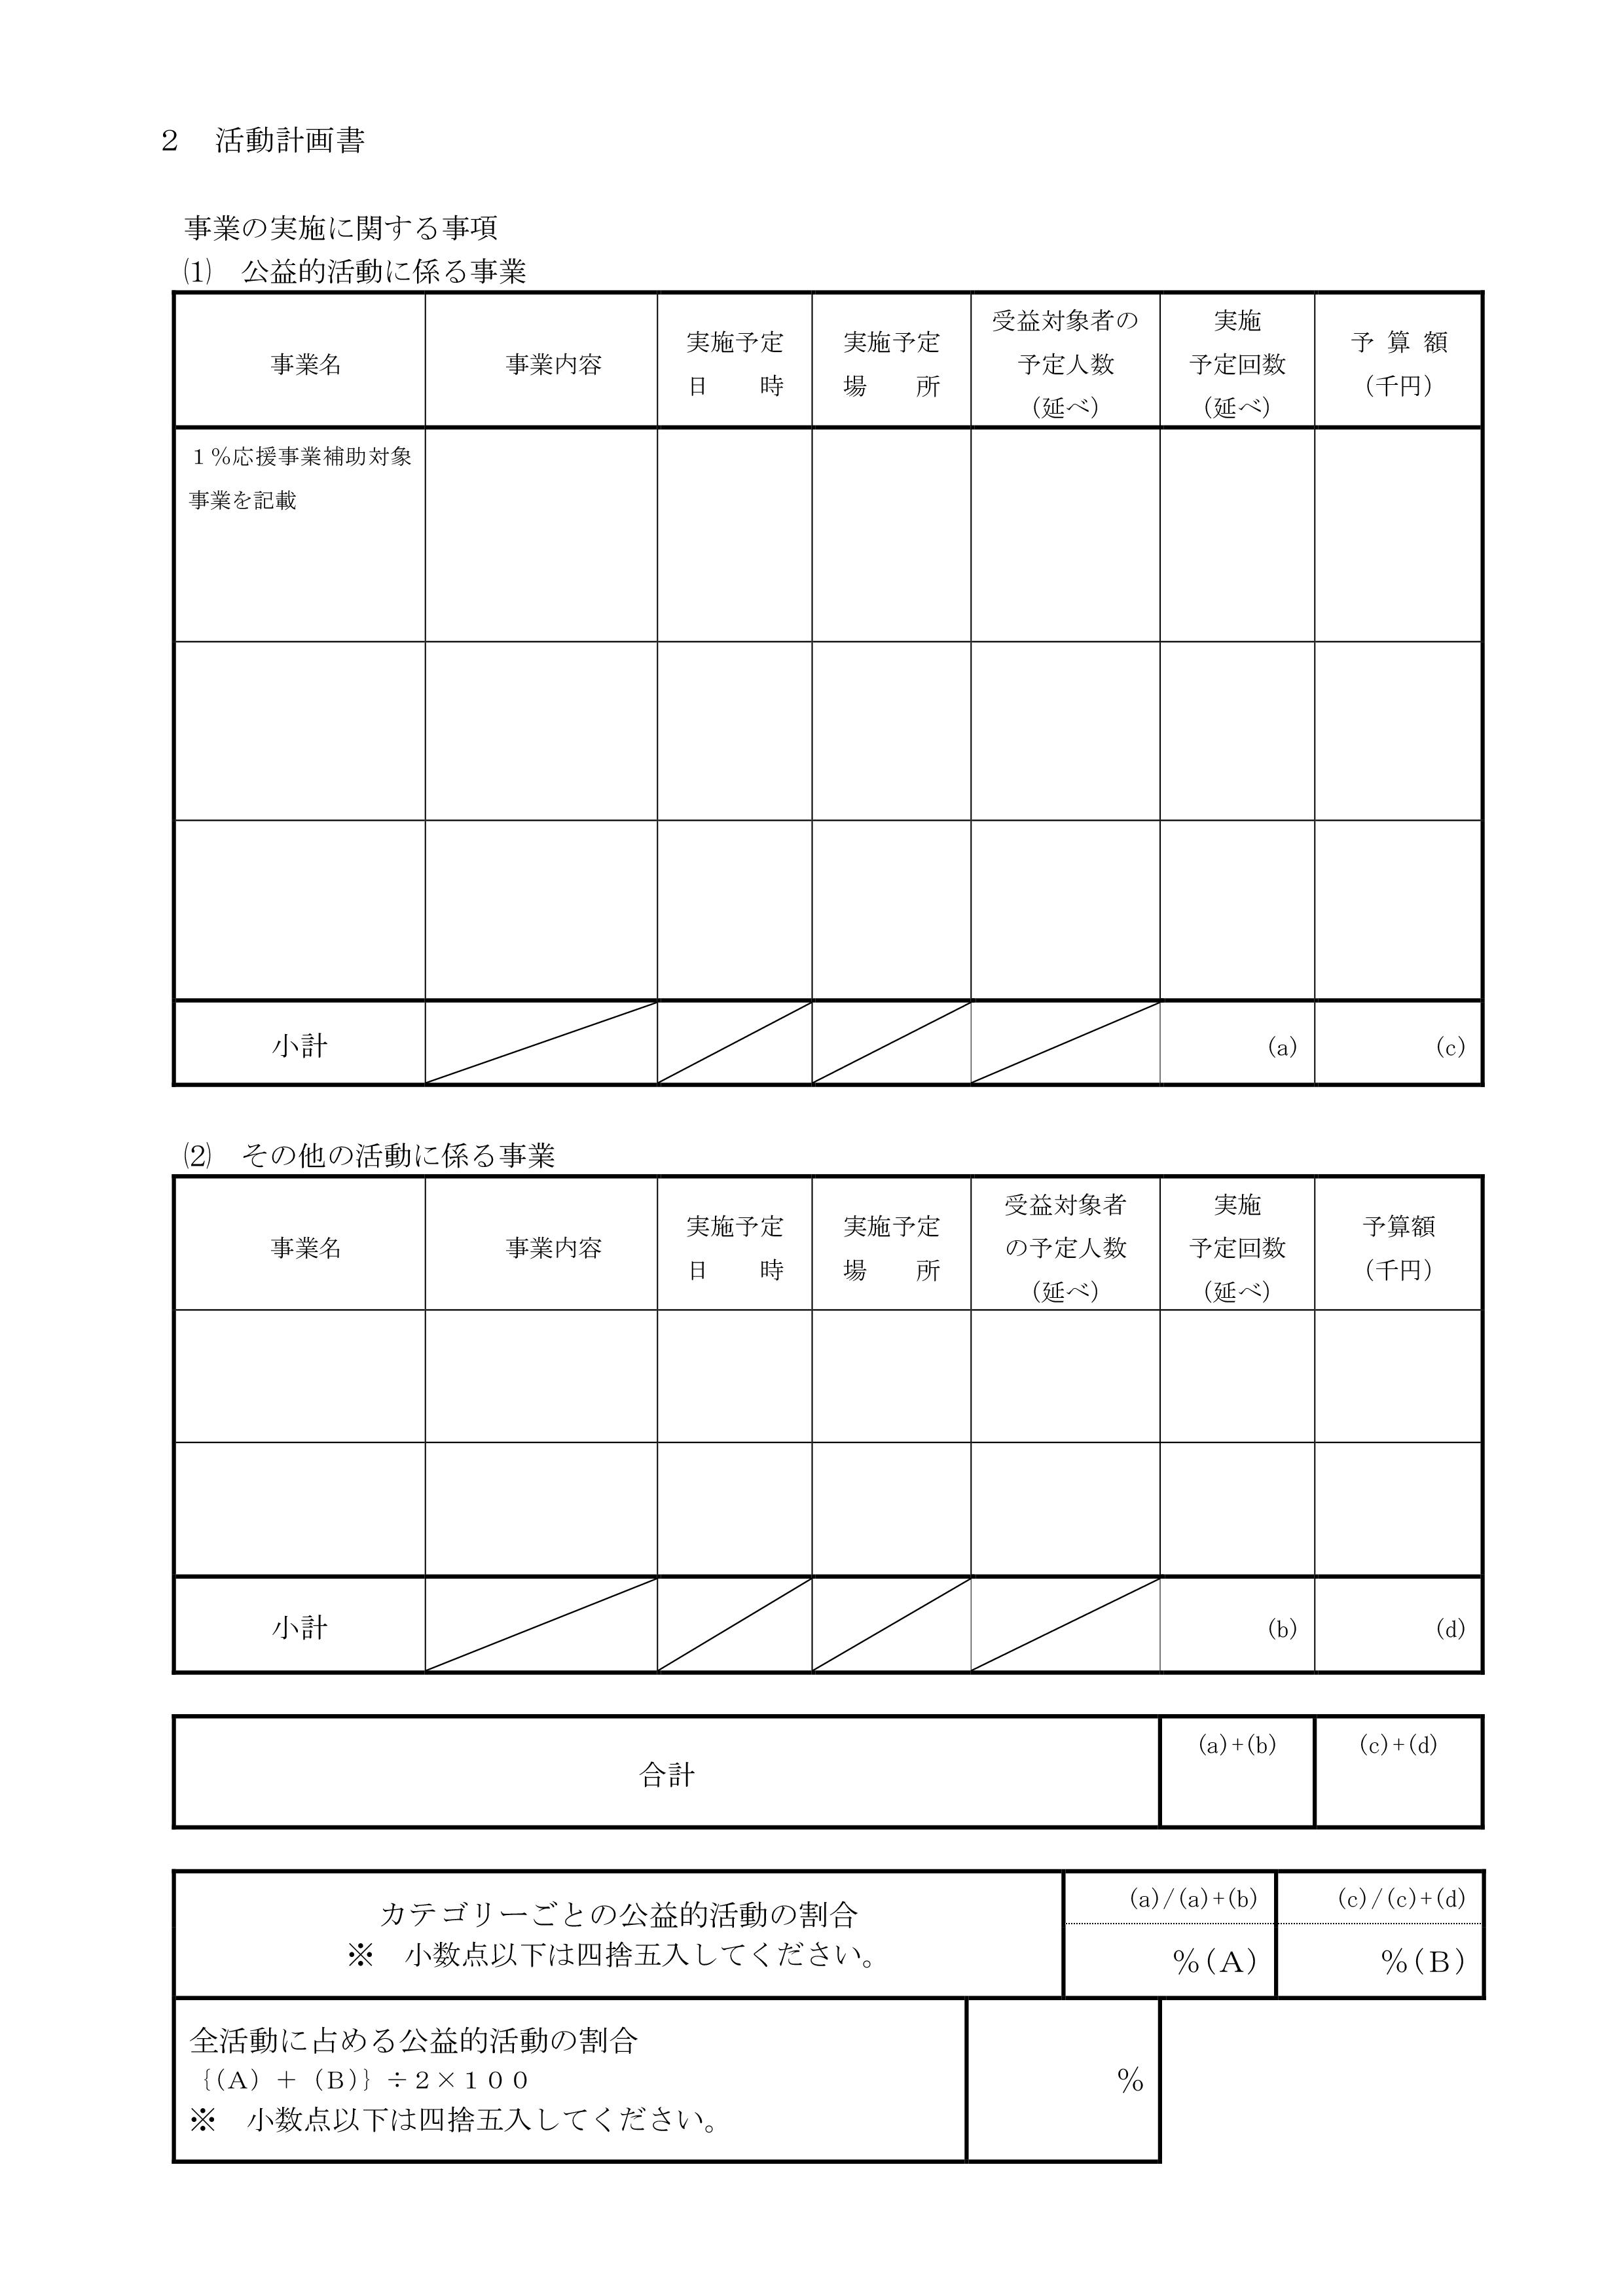 ２　活動計画書
事業の実施に関する事項
⑴　公益的活動に係る事業
事業名
事業内容
実施予定
日　　時
実施予定
場　　所
受益対象者の
予定人数
（延べ）
実施
予定回数
（延べ）
予 算 額
（千円）
１％応援事業補助対象
事業を記載
小計
(a)
(c)
⑵　その他の活動に係る事業
事業名
事業内容
実施予定
日　　時
実施予定
場　　所
受益対象者
の予定人数
（延べ）
実施
予定回数
（延べ）
予算額
（千円）
小計
(b)
(d)
合計
(a)+(b)
(c)+(d)
カテゴリーごとの公益的活動の割合
※　小数点以下は四捨五入してください。
(a)/(a)+(b)
(c)/(c)+(d)
％（Ａ）
％（Ｂ）
全活動に占める公益的活動の割合
｛（Ａ）＋（Ｂ）｝÷２×１００
※　小数点以下は四捨五入してください。
％